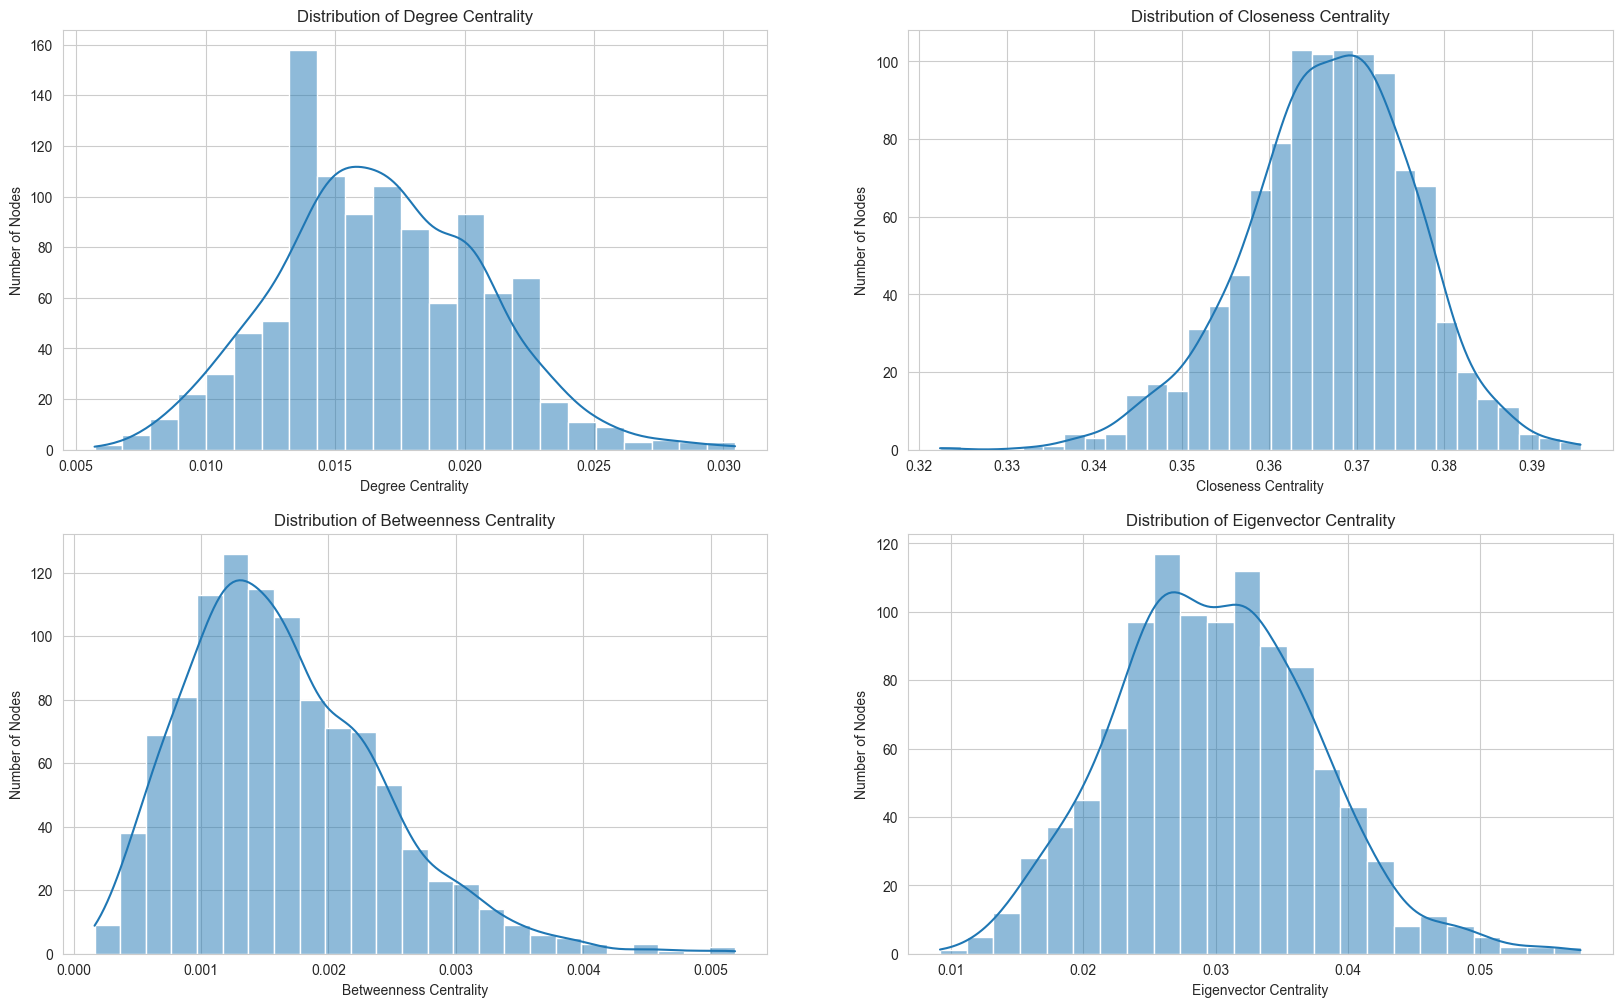 Distribution of Degree Centrality
160
140
120
100
80
60
40
20
0
Number of Nodes
0.005 0.010 0.015 0.020 0.025 0.030
Degree Centrality
Distribution of Closeness Centrality
100
80
60
40
20
0
Number of Nodes
0.32 0.33 0.34 0.35 0.36 0.37 0.38 0.39
Closeness Centrality
Distribution of Betweenness Centrality
120
100
80
60
40
20
0
Number of Nodes
0.000 0.001 0.002 0.003 0.004 0.005
Betweenness Centrality
Distribution of Eigenvector Centrality
120
100
80
60
40
20
0
Number of Nodes
0.01 0.02 0.03 0.04 0.05
Eigenvector Centrality